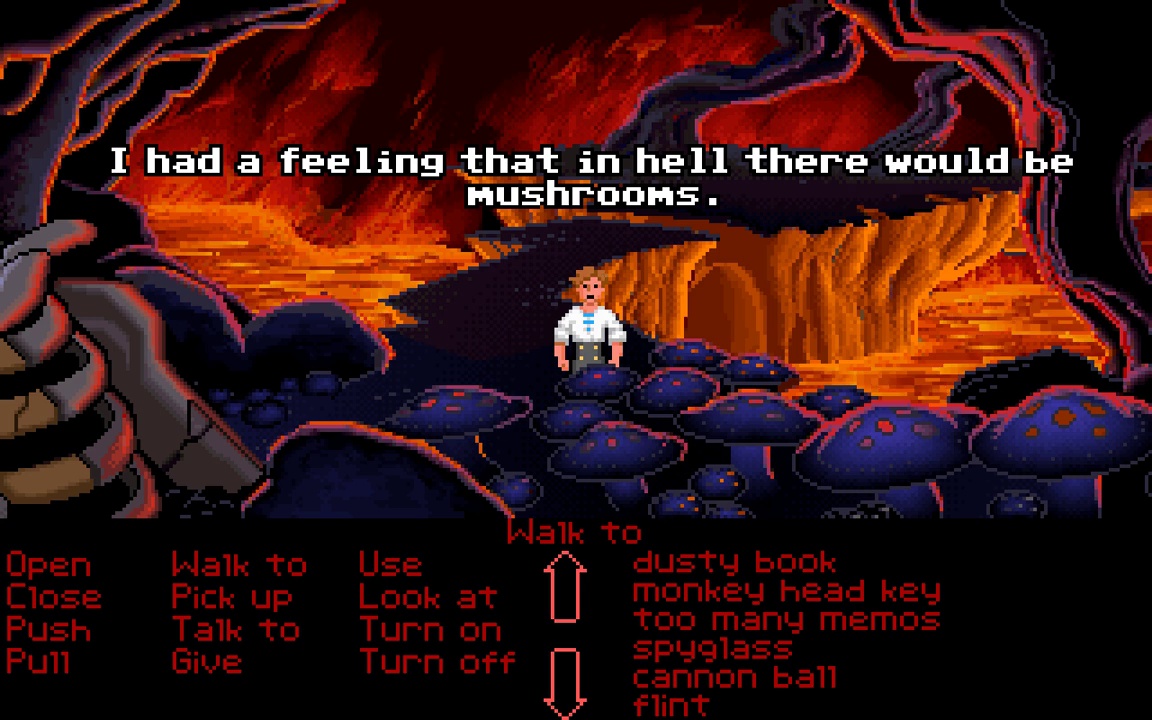 I had a feeling that in hell there would be
mushrooms.
Walk to
Open Walk to Use
Close Pick up Look at
Push Talk to Turn on
Pull Give Turn off
dusty book
monkey head key
too many memos
spyglass
cannon ball
flint